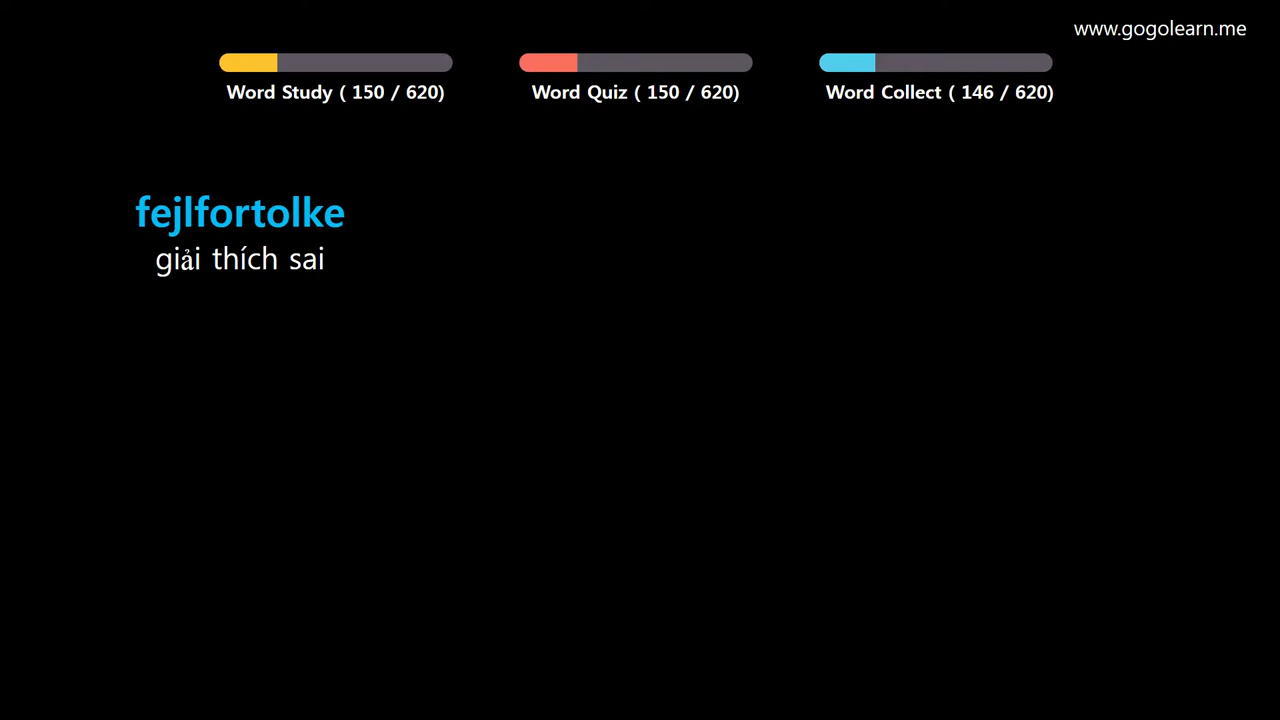 www.gogolearn.me
Word Study ( 150 / 620)
Word Quiz ( 150 / 620)
Word Collect ( 146 / 620)
fejlfortolke
giải thích sai